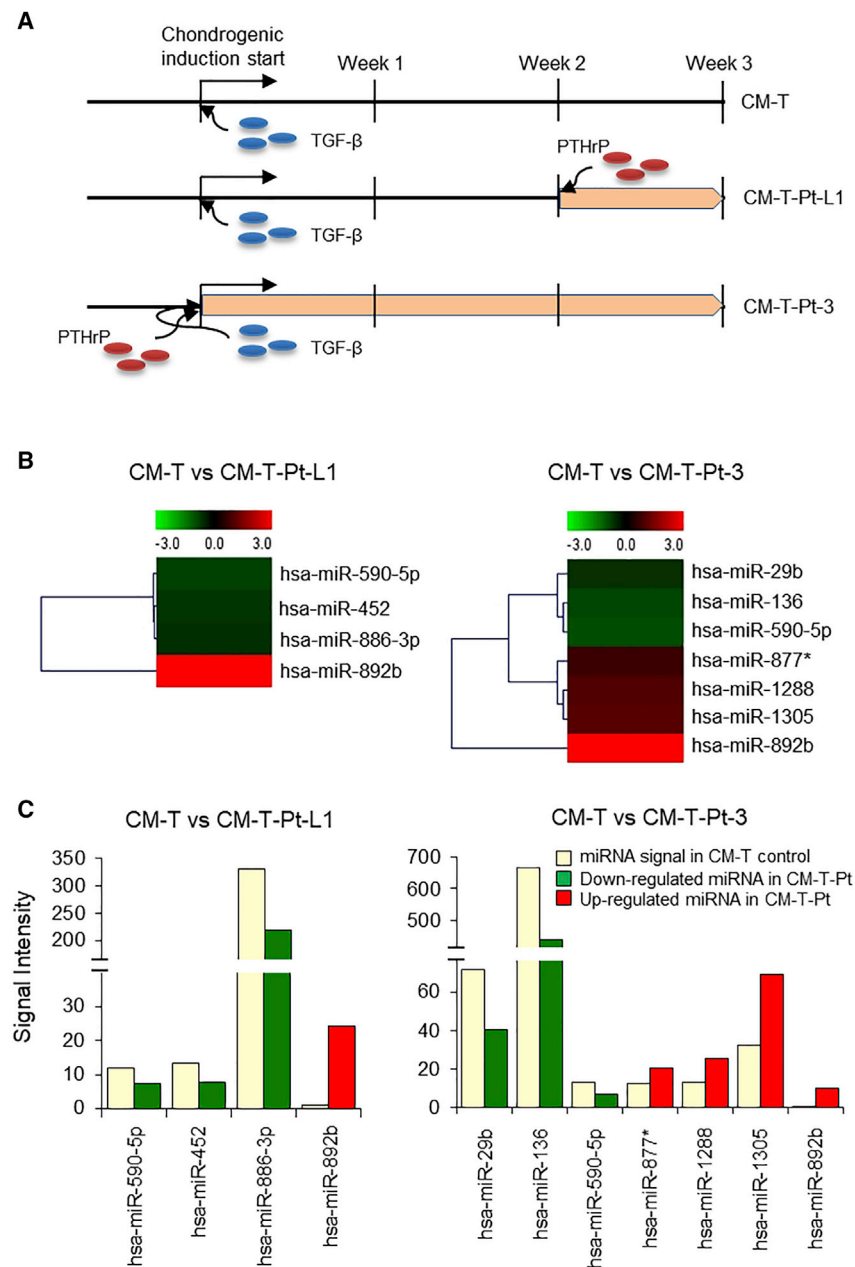 A
Chondrogenic
induction start
Week 1
Week 2
Week 3
CM-T
TGF-β
PTHrP
CM-T-Pt-L1
TGF-β
CM-T-Pt-3
PTHrP
TGF-β
B
CM-T vs CM-T-Pt-L1
-3.0 0.0 3.0
hsa-miR-590-5p
hsa-miR-452
hsa-miR-886-3p
hsa-miR-892b
CM-T vs CM-T-Pt-3
-3.0 0.0 3.0
hsa-miR-29b
hsa-miR-136
hsa-miR-590-5p
hsa-miR-877*
hsa-miR-1288
hsa-miR-1305
hsa-miR-892b
C
CM-T vs CM-T-Pt-L1
Signal Intensity
350
300
250
200
30
20
10
0
hsa-miR-590-5p
hsa-miR-452
hsa-miR-886-3p
hsa-miR-892b
CM-T vs CM-T-Pt-3
miRNA signal in CM-T control
Down-regulated miRNA in CM-T-Pt
Up-regulated miRNA in CM-T-Pt
700
600
500
60
40
20
0
hsa-miR-29b
hsa-miR-136
hsa-miR-590-5p
hsa-miR-877*
hsa-miR-1288
hsa-miR-1305
hsa-miR-892b